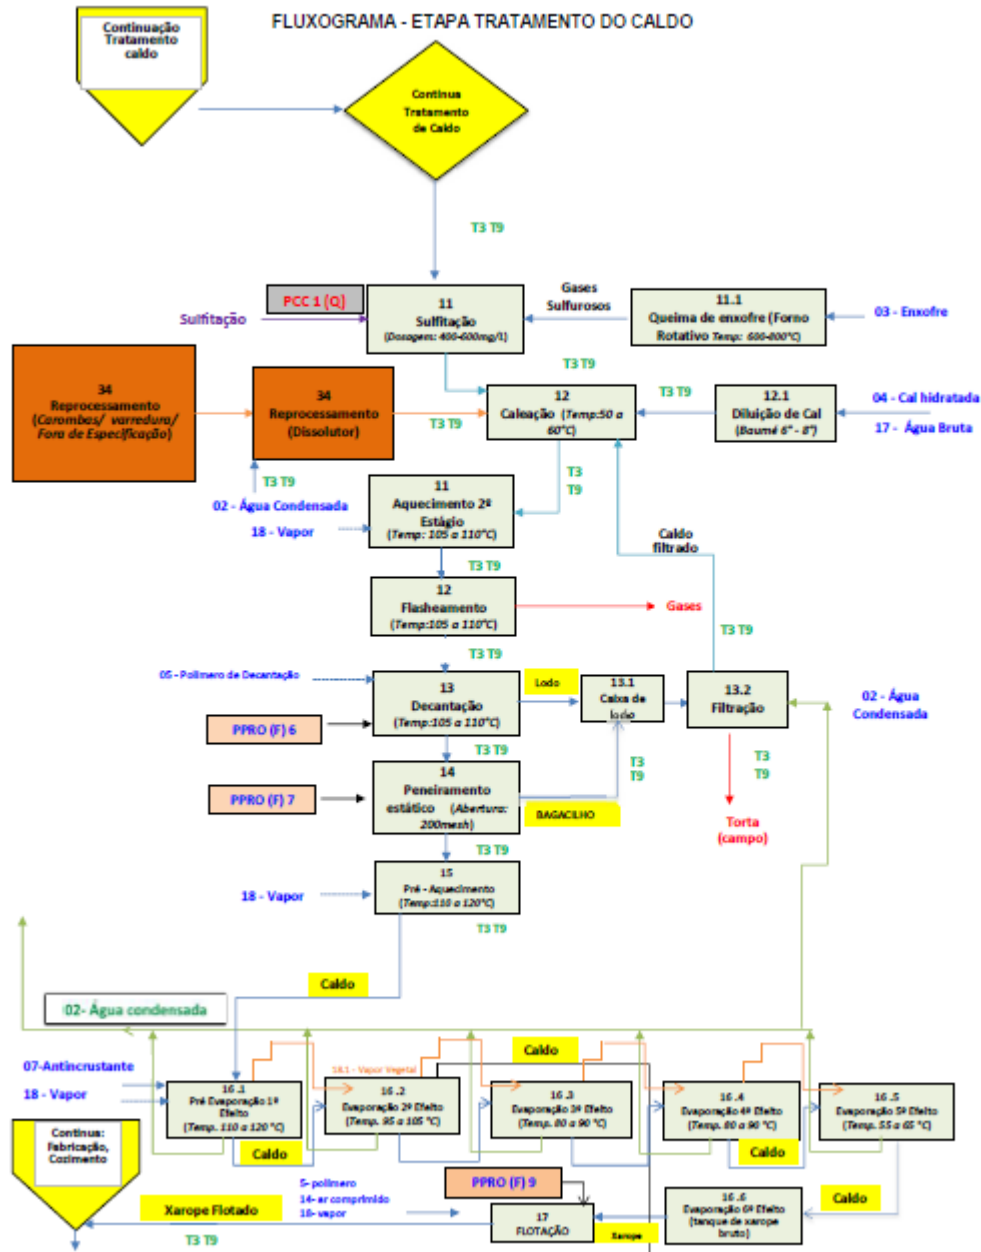 FLUXOGRAMA - ETAPA TRATAMENTO DO CALDO
Continuação
Tratamento
caldo
Continua
Tratamento
de Caldo
T3 T9
PCC 1 (Q)
Sulfitação
11
Sulfitação
(Dosagem: 400-600mg/l)
Gases
Sulfurosos
11.1
Queima de enxofre (Forno
Rotativo Temp: 600-800°C)
03 - Enxofre
T3 T9
34
Reprocessamento
(Carombas/ varredura/
Fora de Especificação)
34
Reprocessamento
(Dissolutor)
T3 T9
12
Caleação (Temp:50 a
60°C)
T3 T9
12.1
Diluição de Cal
(Baumé 6° - 8°)
04 - Cal hidratada
17 - Água Bruta
T3 T9
02 - Água Condensada
18 - Vapor
T3
T9
11
Aquecimento 2º
Estágio
(Temp: 105 a 110°C)
Caldo
filtrado
T3 T9
12
Flasheamento
(Temp:105 a 110°C)
Gases
T3 T9
T3 T9
05 - Polímero de Decantação
13
Decantação
(Temp:105 a 110°C)
Lodo
13.1
Caixa de
lodo
13.2
Filtração
02 - Água
Condensada
PPRO (F) 6
T3 T9
T3
T9
T3
T9
PPRO (F) 7
14
Peneiramento
estático (Abertura:
200mesh)
BAGACILHO
Torta
(campo)
T3 T9
18 - Vapor
15
Pré - Aquecimento
(Temp:110 a 120°C)
T3 T9
Caldo
02- Água condensada
Caldo
07-Antincrustante
18 - Vapor
18.1 - Vapor Vegetal
16.1
Pré Evaporação 1º
Efeito
(Temp. 110 a 120 °C)
16.2
Evaporação 2º Efeito
(Temp. 95 a 105 °C)
16.3
Evaporação 3º Efeito
(Temp. 80 a 90 °C)
16.4
Evaporação 4º Efeito
(Temp. 80 a 90 °C)
16.5
Evaporação 5º Efeito
(Temp. 55 a 65 °C)
Caldo
Caldo
Continua:
Fabricação,
Cozimento
5- polímero
14- ar comprimido
18- vapor
PPRO (F) 9
16.6
Evaporação 6º Efeito
(tanque de xarope
bruto)
Caldo
Xarope Flotado
17
FLOTAÇÃO
Xarope
T3 T9